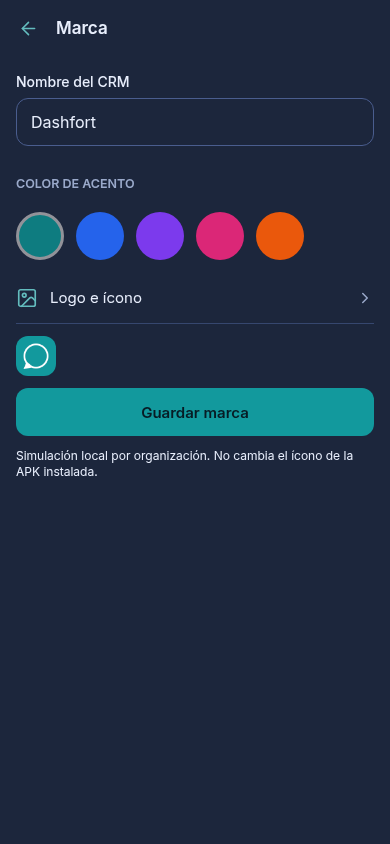 Marca
Nombre del CRM
Dashfort
COLOR DE ACENTO
Logo e ícono
Guardar marca
Simulación local por organización. No cambia el ícono de la
APK instalada.